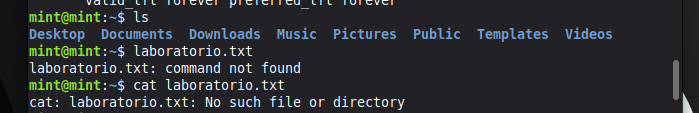 valid_lft forever preferred_lft forever
mint@mint:~$ ls
Desktop  Documents  Downloads  Music  Pictures  Public  Templates  Videos
mint@mint:~$ laboratorio.txt
laboratorio.txt: command not found
mint@mint:~$ cat laboratorio.txt
cat: laboratorio.txt: No such file or directory